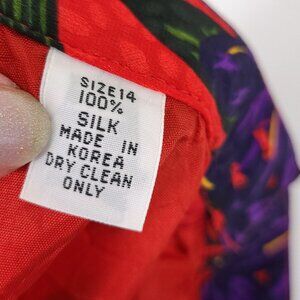 SIZE14
100%
SILK
MADE IN
KOREA
DRY CLEAN
ONLY